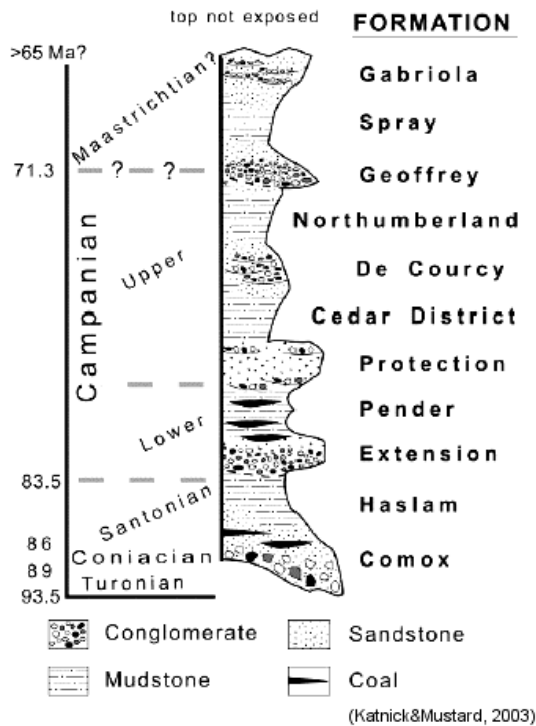 top not exposed
FORMATION
>65 Ma?
Maastrichtian?
Gabriola
Spray
71.3 ? ?
Geoffrey
Campanian
Upper
Northumberland
De Courcy
Cedar District
Protection
Lower
Pender
Extension
83.5
Santonian
Haslam
86
Coniacian
Comox
89
Turonian
93.5
Conglomerate
Sandstone
Mudstone
Coal
(Katnick&Mustard, 2003)